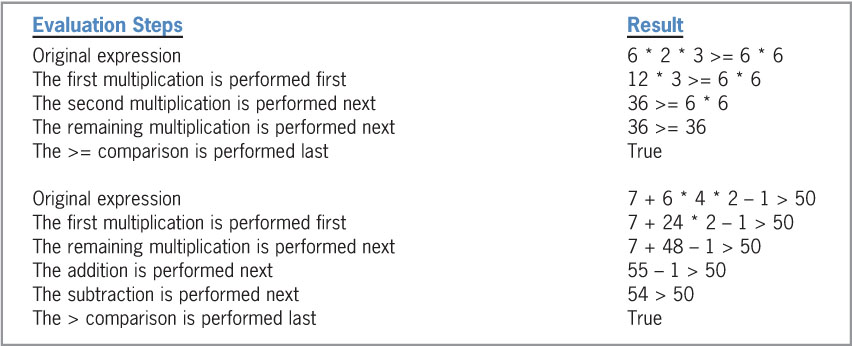 Evaluation Steps Result
Original expression 6 * 2 * 3 >= 6 * 6
The first multiplication is performed first 12 * 3 >= 6 * 6
The second multiplication is performed next 36 >= 6 * 6
The remaining multiplication is performed next 36 >= 36
The >= comparison is performed last True
Original expression 7 + 6 * 4 * 2 – 1 > 50
The first multiplication is performed first 7 + 24 * 2 – 1 > 50
The remaining multiplication is performed next 7 + 48 – 1 > 50
The addition is performed next 55 – 1 > 50
The subtraction is performed next 54 > 50
The > comparison is performed last True